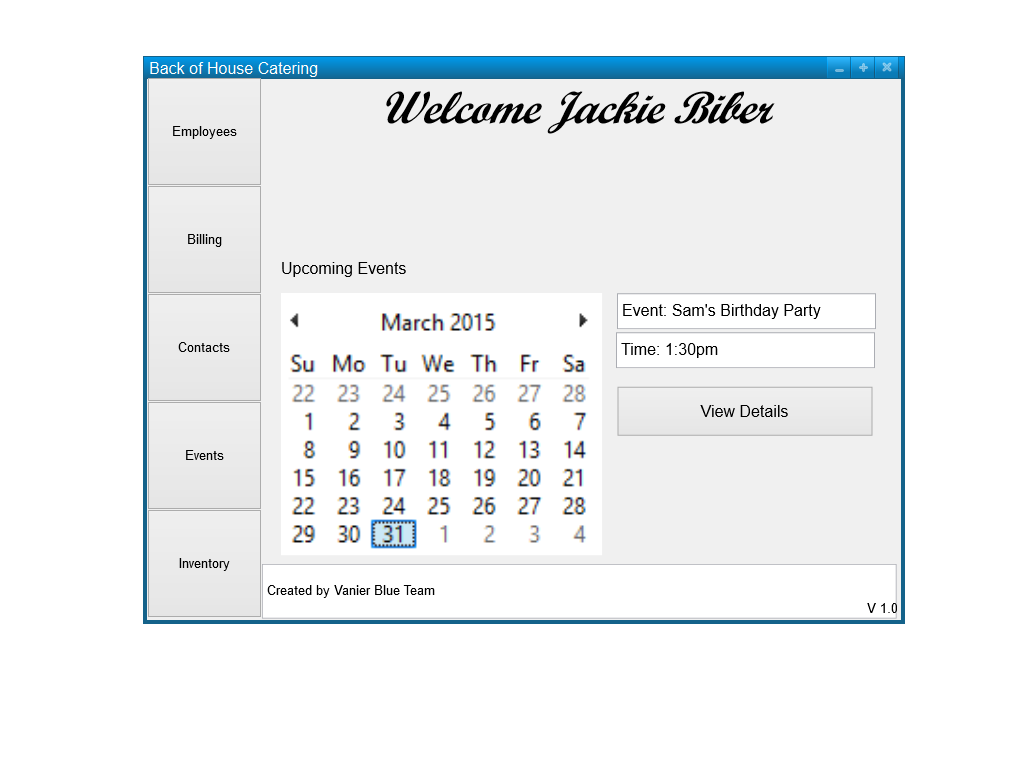 Back of House Catering
Welcome Jackie Biber
Employees
Billing
Contacts
Events
Inventory
Upcoming Events
March 2015
Su Mo Tu We Th Fr Sa
22 23 24 25 26 27 28
1 2 3 4 5 6 7
8 9 10 11 12 13 14
15 16 17 18 19 20 21
22 23 24 25 26 27 28
29 30 31 1 2 3 4
Event: Sam's Birthday Party
Time: 1:30pm
View Details
Created by Vanier Blue Team
V 1.0